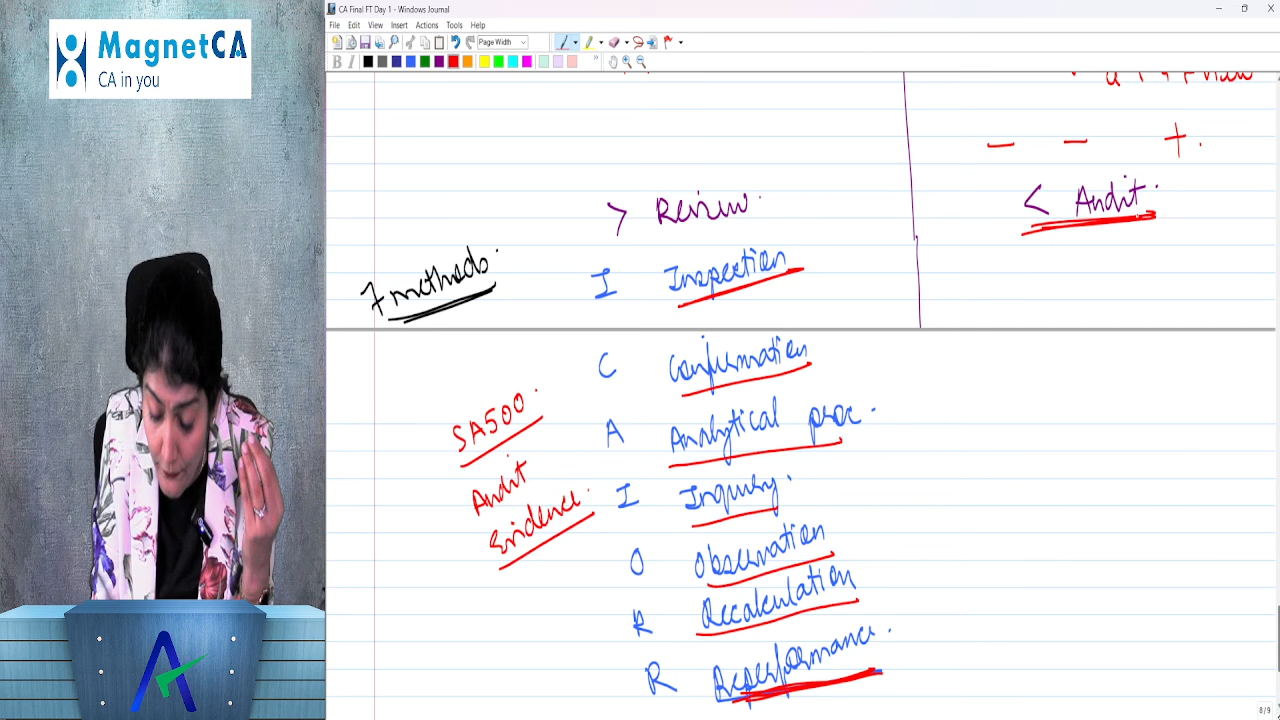 MagnetCA
CA in you
CA Final FT Day 1 - Windows Journal
File Edit View Insert Actions Tools Help
Page Width
B I
> Review.
< Audit.
7 methods.
I Inspection
C Confirmation
A Analytical proc.
I Inquiry.
O Observation
R Recalculation
R Reperformance.
SA500
Audit
Evidence.
8/9